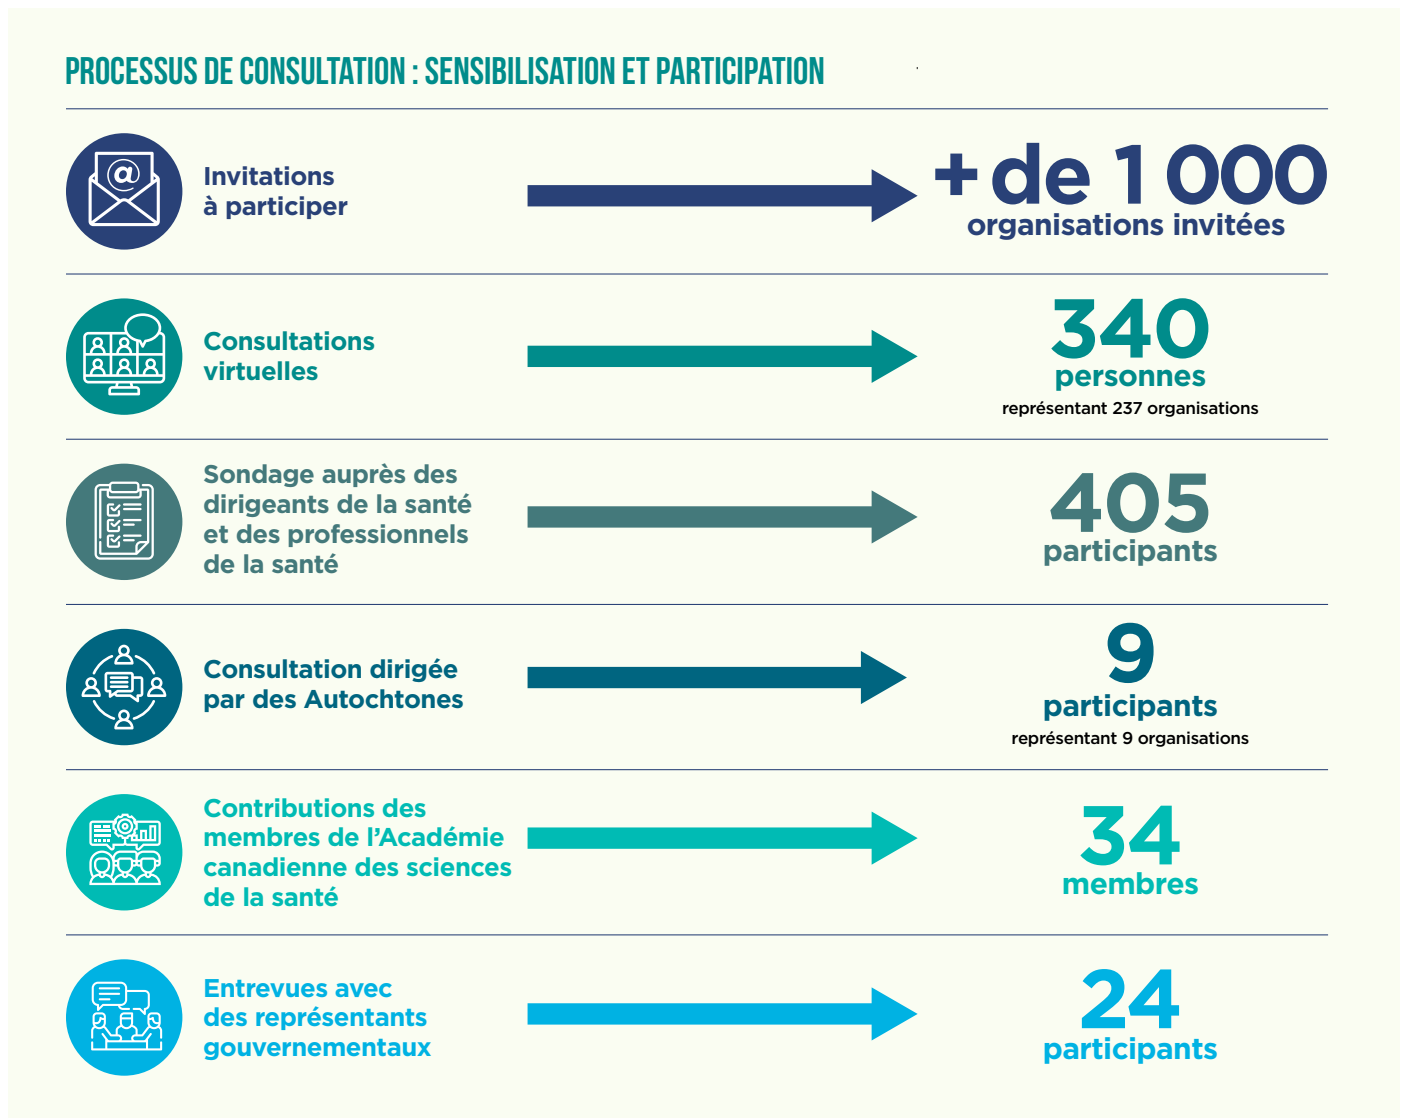 PROCESSUS DE CONSULTATION : SENSIBILISATION ET PARTICIPATION
@
Invitations
à participer
+ de 1 000
organisations invitées
Consultations
virtuelles
340
personnes
représentant 237 organisations
Sondage auprès des
dirigeants de la santé
et des professionnels
de la santé
405
participants
Consultation dirigée
par des Autochtones
9
participants
représentant 9 organisations
Contributions des
membres de l’Académie
canadienne des sciences
de la santé
34
membres
Entrevues avec
des représentants
gouvernementaux
24
participants